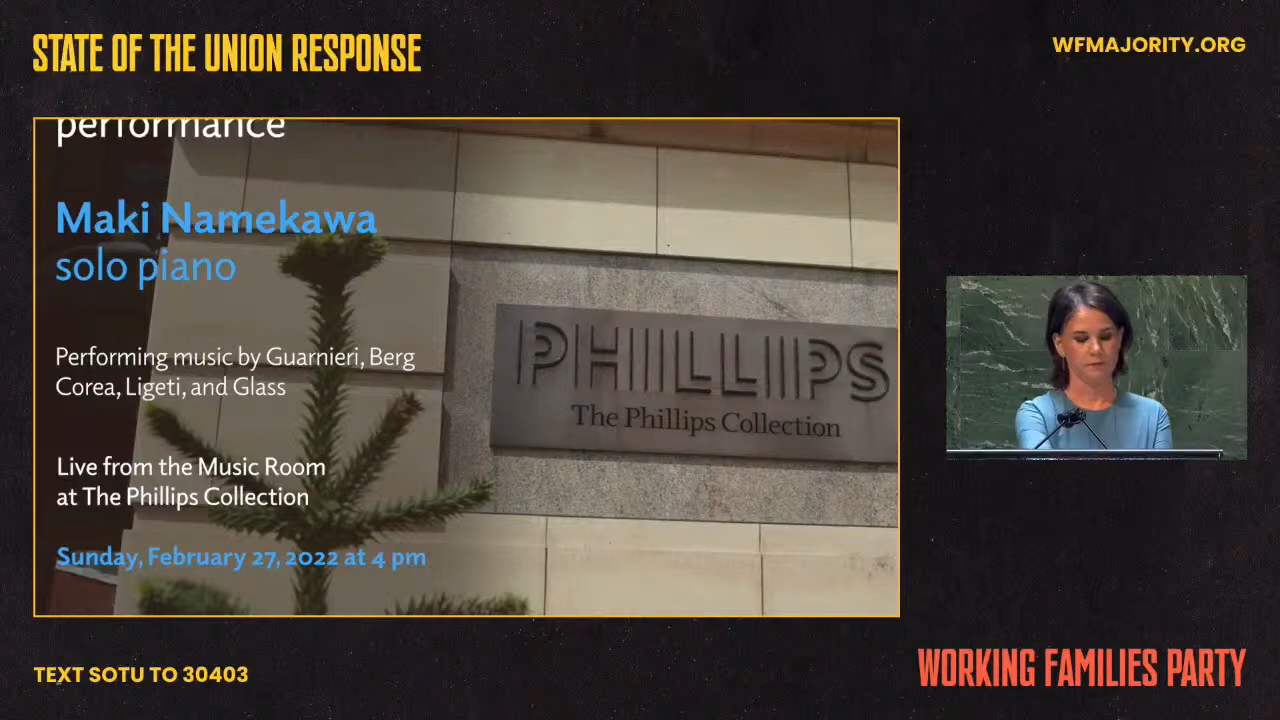 STATE OF THE UNION RESPONSE
WFMAJORITY.ORG
performance
Maki Namekawa
solo piano
Performing music by Guarnieri, Berg
Corea, Ligeti, and Glass
Live from the Music Room
at The Phillips Collection
Sunday, February 27, 2022 at 4 pm
PHILLIPS
The Phillips Collection
TEXT SOTU TO 30403
WORKING FAMILIES PARTY